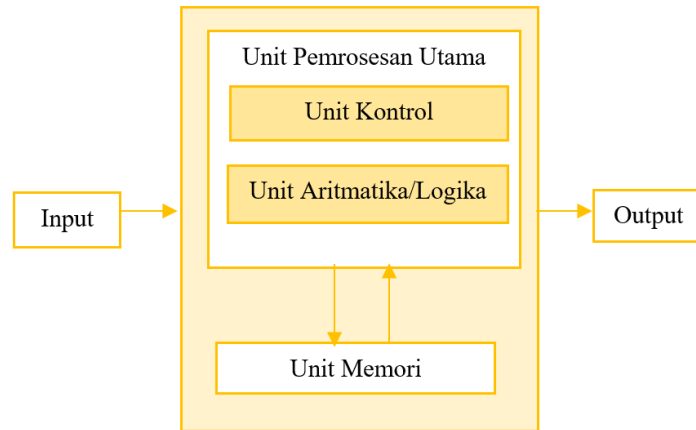 Unit Pemrosesan Utama
Unit Kontrol
Unit Aritmatika/Logika
Input
Output
Unit Memori